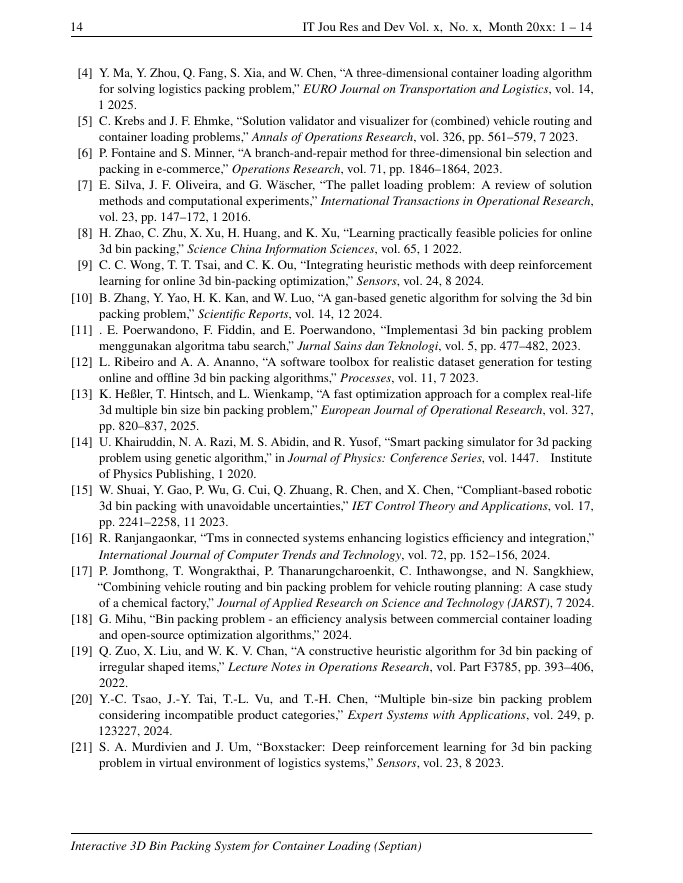 14 IT Jou Res and Dev Vol. x, No. x, Month 20xx: 1 – 14
[4] Y. Ma, Y. Zhou, Q. Fang, S. Xia, and W. Chen, “A three-dimensional container loading algorithm
for solving logistics packing problem,” EURO Journal on Transportation and Logistics, vol. 14,
1 2025.
[5] C. Krebs and J. F. Ehmke, “Solution validator and visualizer for (combined) vehicle routing and
container loading problems,” Annals of Operations Research, vol. 326, pp. 561–579, 7 2023.
[6] P. Fontaine and S. Minner, “A branch-and-repair method for three-dimensional bin selection and
packing in e-commerce,” Operations Research, vol. 71, pp. 1846–1864, 2023.
[7] E. Silva, J. F. Oliveira, and G. Wäscher, “The pallet loading problem: A review of solution
methods and computational experiments,” International Transactions in Operational Research,
vol. 23, pp. 147–172, 1 2016.
[8] H. Zhao, C. Zhu, X. Xu, H. Huang, and K. Xu, “Learning practically feasible policies for online
3d bin packing,” Science China Information Sciences, vol. 65, 1 2022.
[9] C. C. Wong, T. T. Tsai, and C. K. Ou, “Integrating heuristic methods with deep reinforcement
learning for online 3d bin-packing optimization,” Sensors, vol. 24, 8 2024.
[10] B. Zhang, Y. Yao, H. K. Kan, and W. Luo, “A gan-based genetic algorithm for solving the 3d bin
packing problem,” Scientific Reports, vol. 14, 12 2024.
[11] . E. Poerwandono, F. Fiddin, and E. Poerwandono, “Implementasi 3d bin packing problem
menggunakan algoritma tabu search,” Jurnal Sains dan Teknologi, vol. 5, pp. 477–482, 2023.
[12] L. Ribeiro and A. A. Ananno, “A software toolbox for realistic dataset generation for testing
online and offline 3d bin packing algorithms,” Processes, vol. 11, 7 2023.
[13] K. Heßler, T. Hintsch, and L. Wienkamp, “A fast optimization approach for a complex real-life
3d multiple bin size bin packing problem,” European Journal of Operational Research, vol. 327,
pp. 820–837, 2025.
[14] U. Khairuddin, N. A. Razi, M. S. Abidin, and R. Yusof, “Smart packing simulator for 3d packing
problem using genetic algorithm,” in Journal of Physics: Conference Series, vol. 1447. Institute
of Physics Publishing, 1 2020.
[15] W. Shuai, Y. Gao, P. Wu, G. Cui, Q. Zhuang, R. Chen, and X. Chen, “Compliant-based robotic
3d bin packing with unavoidable uncertainties,” IET Control Theory and Applications, vol. 17,
pp. 2241–2258, 11 2023.
[16] R. Ranjangaonkar, “Tms in connected systems enhancing logistics efficiency and integration,”
International Journal of Computer Trends and Technology, vol. 72, pp. 152–156, 2024.
[17] P. Jomthong, T. Wongrakthai, P. Thanarungcharoenkit, C. Inthawongse, and N. Sangkhiew,
“Combining vehicle routing and bin packing problem for vehicle routing planning: A case study
of a chemical factory,” Journal of Applied Research on Science and Technology (JARST), 7 2024.
[18] G. Mihu, “Bin packing problem - an efficiency analysis between commercial container loading
and open-source optimization algorithms,” 2024.
[19] Q. Zuo, X. Liu, and W. K. V. Chan, “A constructive heuristic algorithm for 3d bin packing of
irregular shaped items,” Lecture Notes in Operations Research, vol. Part F3785, pp. 393–406,
2022.
[20] Y.-C. Tsao, J.-Y. Tai, T.-L. Vu, and T.-H. Chen, “Multiple bin-size bin packing problem
considering incompatible product categories,” Expert Systems with Applications, vol. 249, p.
123227, 2024.
[21] S. A. Murdivien and J. Um, “Boxstacker: Deep reinforcement learning for 3d bin packing
problem in virtual environment of logistics systems,” Sensors, vol. 23, 8 2023.
Interactive 3D Bin Packing System for Container Loading (Septian)